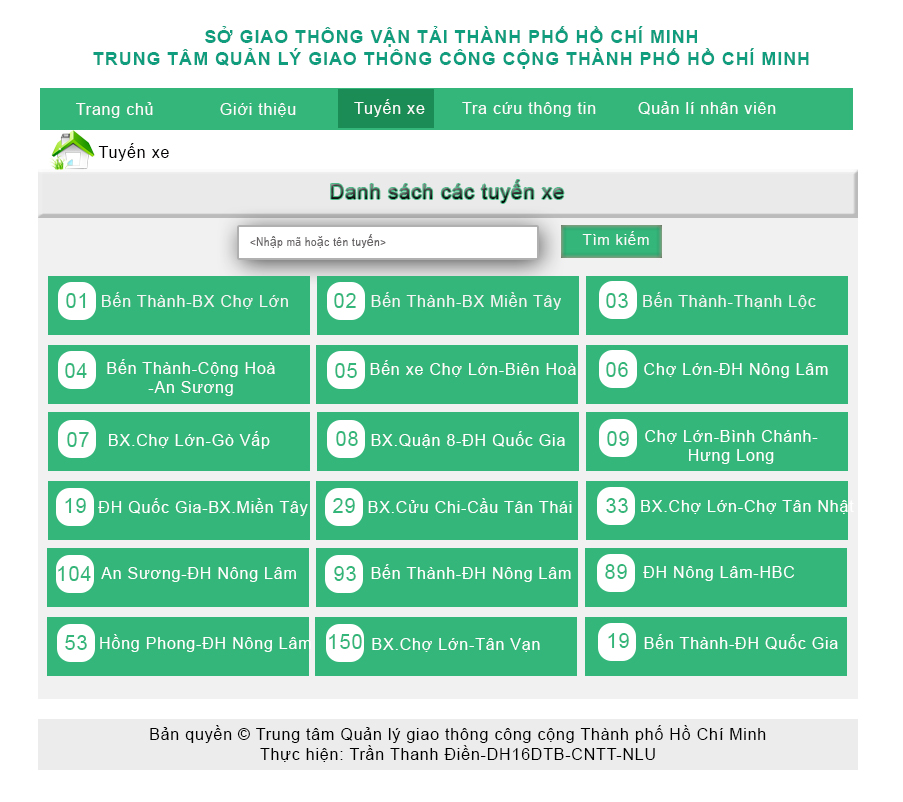 SỞ GIAO THÔNG VẬN TẢI THÀNH PHỐ HỒ CHÍ MINH
TRUNG TÂM QUẢN LÝ GIAO THÔNG CÔNG CỘNG THÀNH PHỐ HỒ CHÍ MINH
Trang chủ Giới thiệu Tuyến xe Tra cứu thông tin Quản lí nhân viên
Tuyến xe
Danh sách các tuyến xe
<Nhập mã hoặc tên tuyến> Tìm kiếm
01 Bến Thành-BX Chợ Lớn
02 Bến Thành-BX Miền Tây
03 Bến Thành-Thạnh Lộc
04 Bến Thành-Cộng Hoà
-An Sương
05 Bến xe Chợ Lớn-Biên Hoà
06 Chợ Lớn-ĐH Nông Lâm
07 BX.Chợ Lớn-Gò Vấp
08 BX.Quân 8-ĐH Quốc Gia
09 Chợ Lớn-Bình Chánh-
Hưng Long
19 ĐH Quốc Gia-BX.Miền Tây
29 BX.Cửu Chi-Cầu Tân Thái
33 BX.Chợ Lớn-Chợ Tân Nhậ
104 An Sương-ĐH Nông Lâm
93 Bến Thành-ĐH Nông Lâm
89 ĐH Nông Lâm-HBC
53 Hồng Phong-ĐH Nông Lâm
150 BX.Chợ Lớn-Tân Vạn
19 Bến Thành-ĐH Quốc Gia
Bản quyền © Trung tâm Quản lý giao thông công cộng Thành phố Hồ Chí Minh
Thực hiện: Trần Thanh Điền-DH16DTB-CNTT-NLU